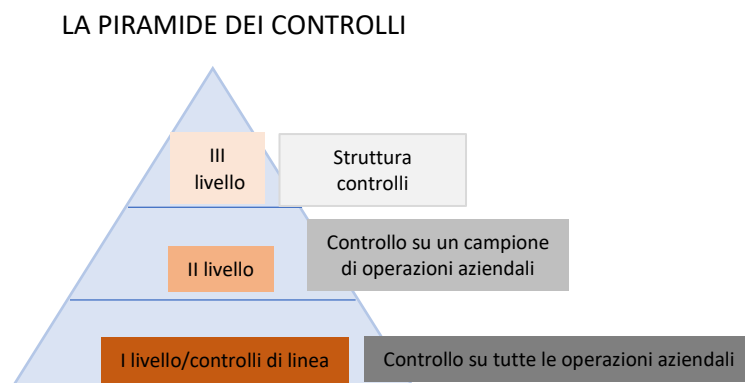 LA PIRAMIDE DEI CONTROLLI
III
livello
Struttura
controlli
II livello
Controllo su un campione
di operazioni aziendali
I livello/controlli di linea
Controllo su tutte le operazioni aziendali